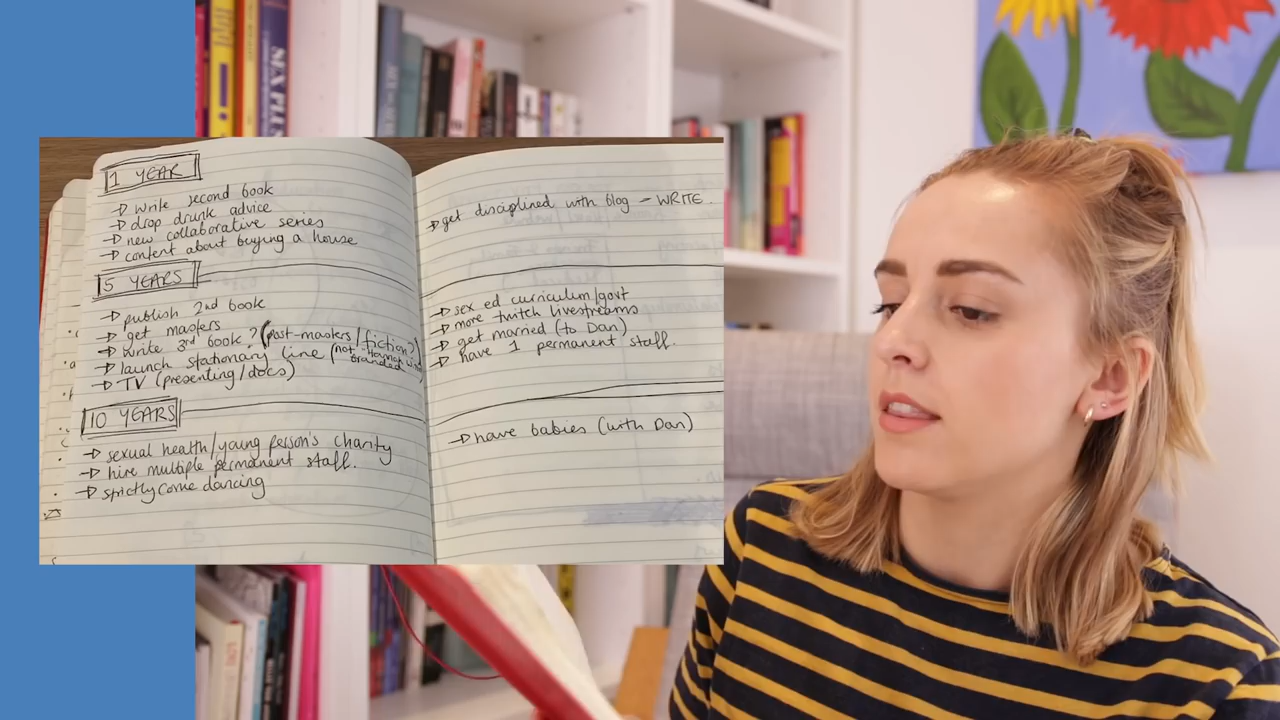 1 YEAR
→ write second book
→ drop drunk advice
→ new collaborative series
→ content about buying a house
→ get disciplined with blog – WRITE.
5 YEARS
→ publish 2nd book
→ get masters
→ write 3rd book? (post-masters/fiction?)
→ launch stationary line (not Hannah
branded)
→ TV (presenting/docs)
→ sex ed curriculum/govt
→ more twitch livestreams
→ get married (to Dan)
→ have 1 permanent staff.
10 YEARS
→ sexual health/young person's charity
→ hire multiple permanent staff.
→ strictly come dancing
→ have babies (with Dan)
SEX PLUS